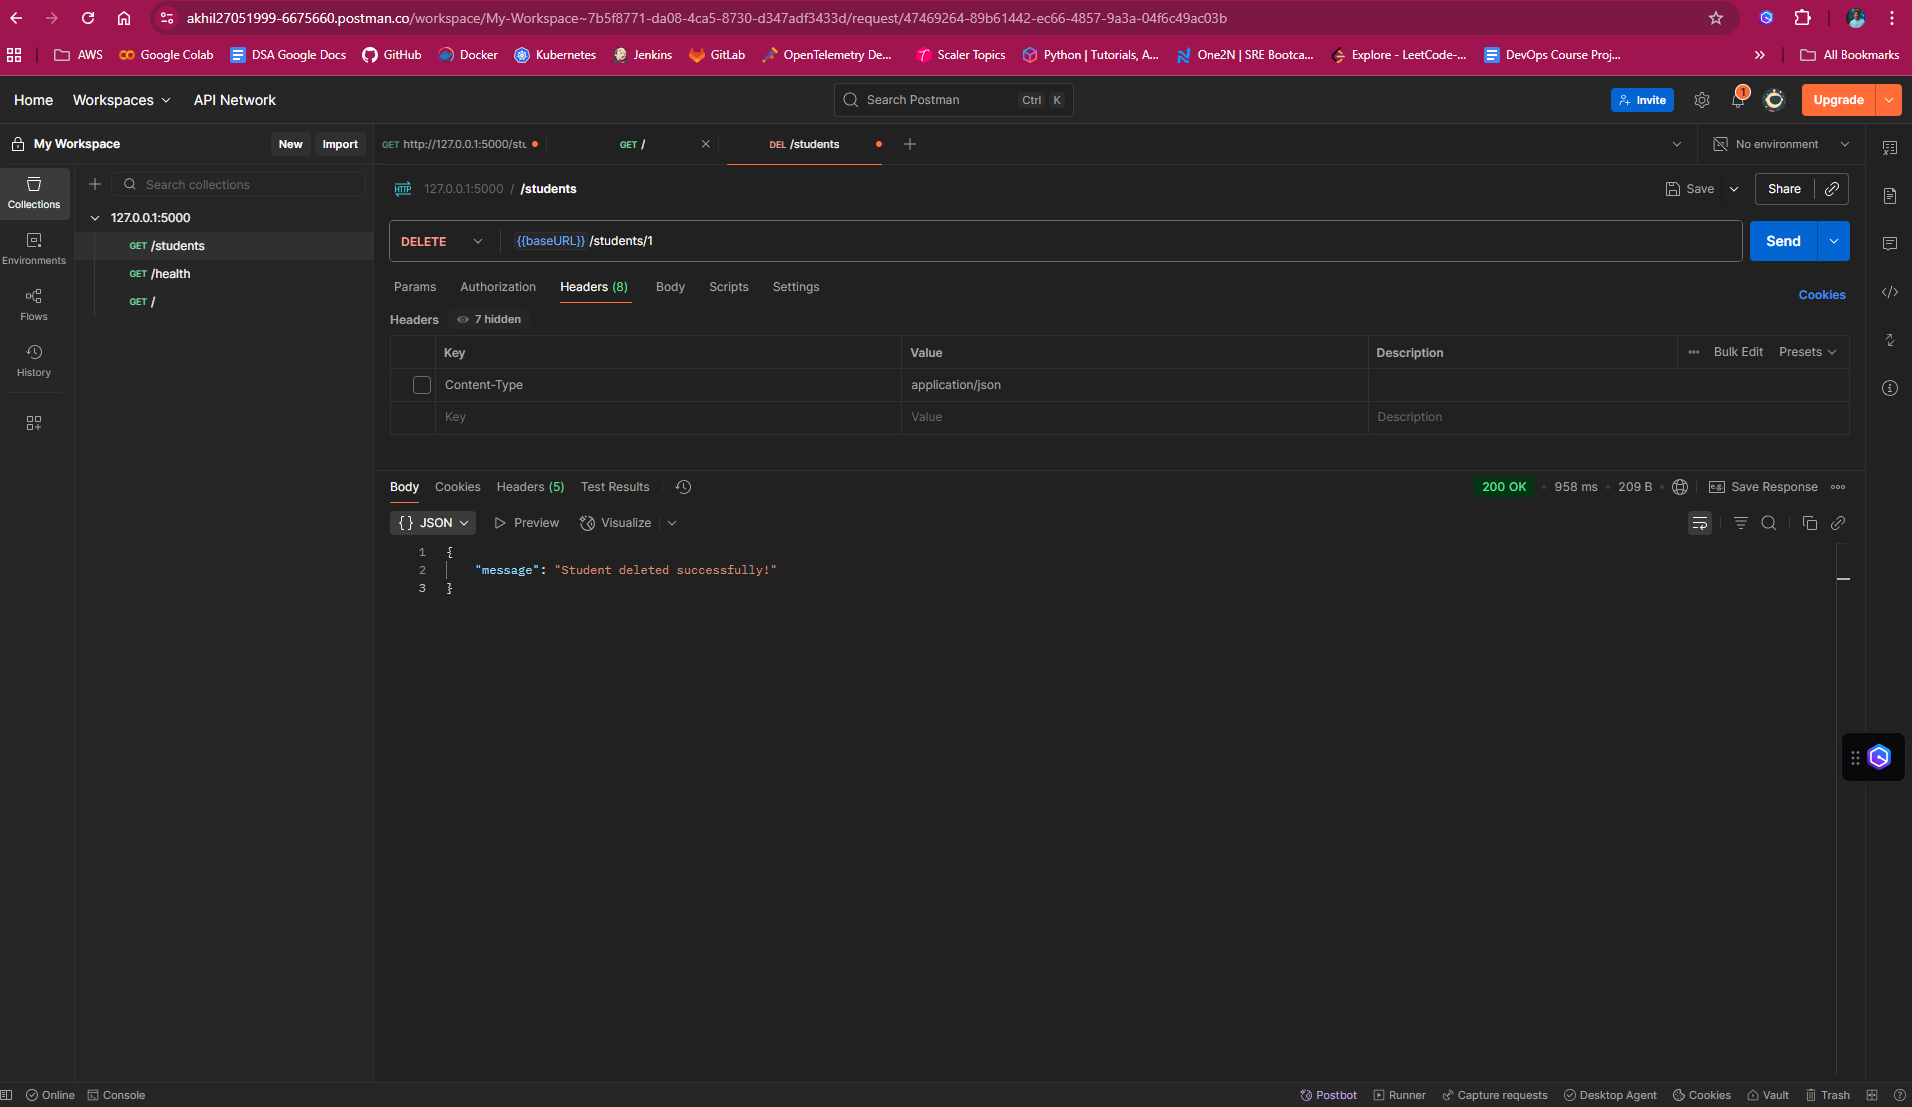 akhil27051999-6675660.postman.co/workspace/My-Workspace~7b5f8771-da08-4ca5-8730-d347adf3433d/request/47469264-89b61442-ec66-4857-9a3a-04f6c49ac03b
AWS Google Colab DSA Google Docs GitHub Docker Kubernetes Jenkins GitLab OpenTelemetry De... Scaler Topics Python | Tutorials, A... One2N | SRE Bootca... Explore - LeetCode-... DevOps Course Proj... » All Bookmarks
Home Workspaces API Network Search Postman Ctrl K Invite 1 Upgrade
My Workspace New Import GET http://127.0.0.1:5000/stu GET / DEL /students No environment
Search collections
127.0.0.1:5000 / /students Save Share
Collections
127.0.0.1:5000
GET /students
GET /health
GET /
Environments
Flows
History
DELETE {{baseURL}} /students/1 Send
Params Authorization Headers (8) Body Scripts Settings Cookies
Headers 7 hidden
Key Value Description Bulk Edit Presets
Content-Type application/json
Key Value Description
Body Cookies Headers (5) Test Results 200 OK 958 ms 209 B e.g. Save Response
{} JSON Preview Visualize
1 {
2 "message": "Student deleted successfully!"
3 }
Online Console Postbot Runner Capture requests Desktop Agent Cookies Vault Trash